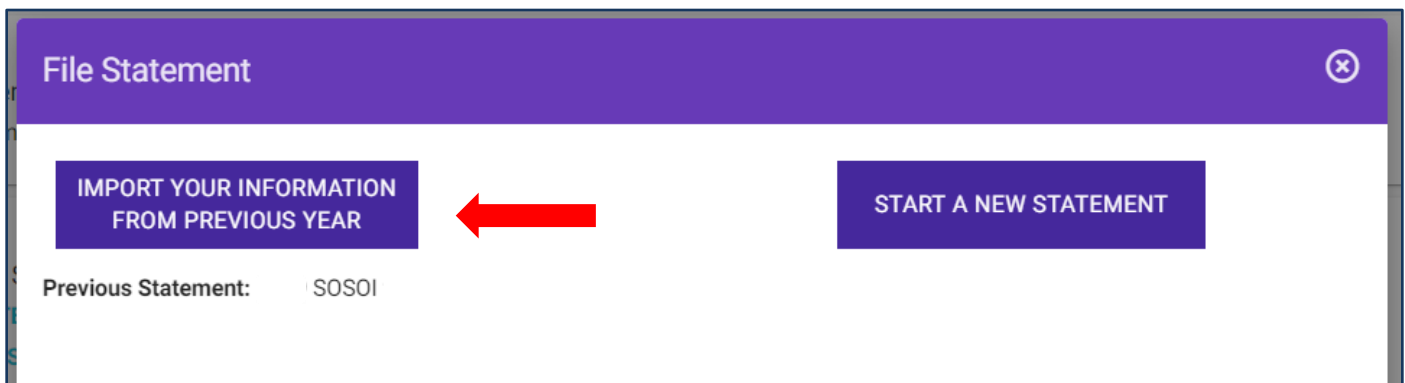 File Statement
IMPORT YOUR INFORMATION
FROM PREVIOUS YEAR
START A NEW STATEMENT
Previous Statement: SOSOI